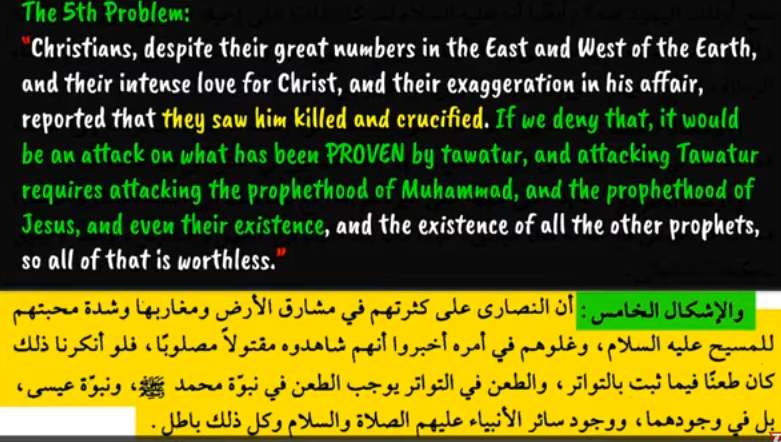 The 5th Problem:
"Christians, despite their great numbers in the East and West of the Earth,
and their intense love for Christ, and their exaggeration in his affair,
reported that they saw him killed and crucified. If we deny that, it would
be an attack on what has been PROVEN by tawatur, and attacking Tawatur
requires attacking the prophethood of Muhammad, and the prophethood of
Jesus, and even their existence, and the existence of all the other prophets,
so all of that is worthless."
والإشكال الخامس: أن النصارى على كثرتهم في مشارق الأرض ومغاربها وشدة محبتهم
للمسيح عليه السلام، وغلوهم في أمره أخبروا أنهم شاهدوه مقتولاً مصلوبًا، فلو أنكرنا ذلك
كان طعنًا فيما ثبت بالتواتر، والطعن في التواتر يوجب الطعن في نبوّة محمد ﷺ، ونبوّة عيسى،
بل في وجودهما، ووجود سائر الأنبياء عليهم الصلاة والسلام وكل ذلك باطل.